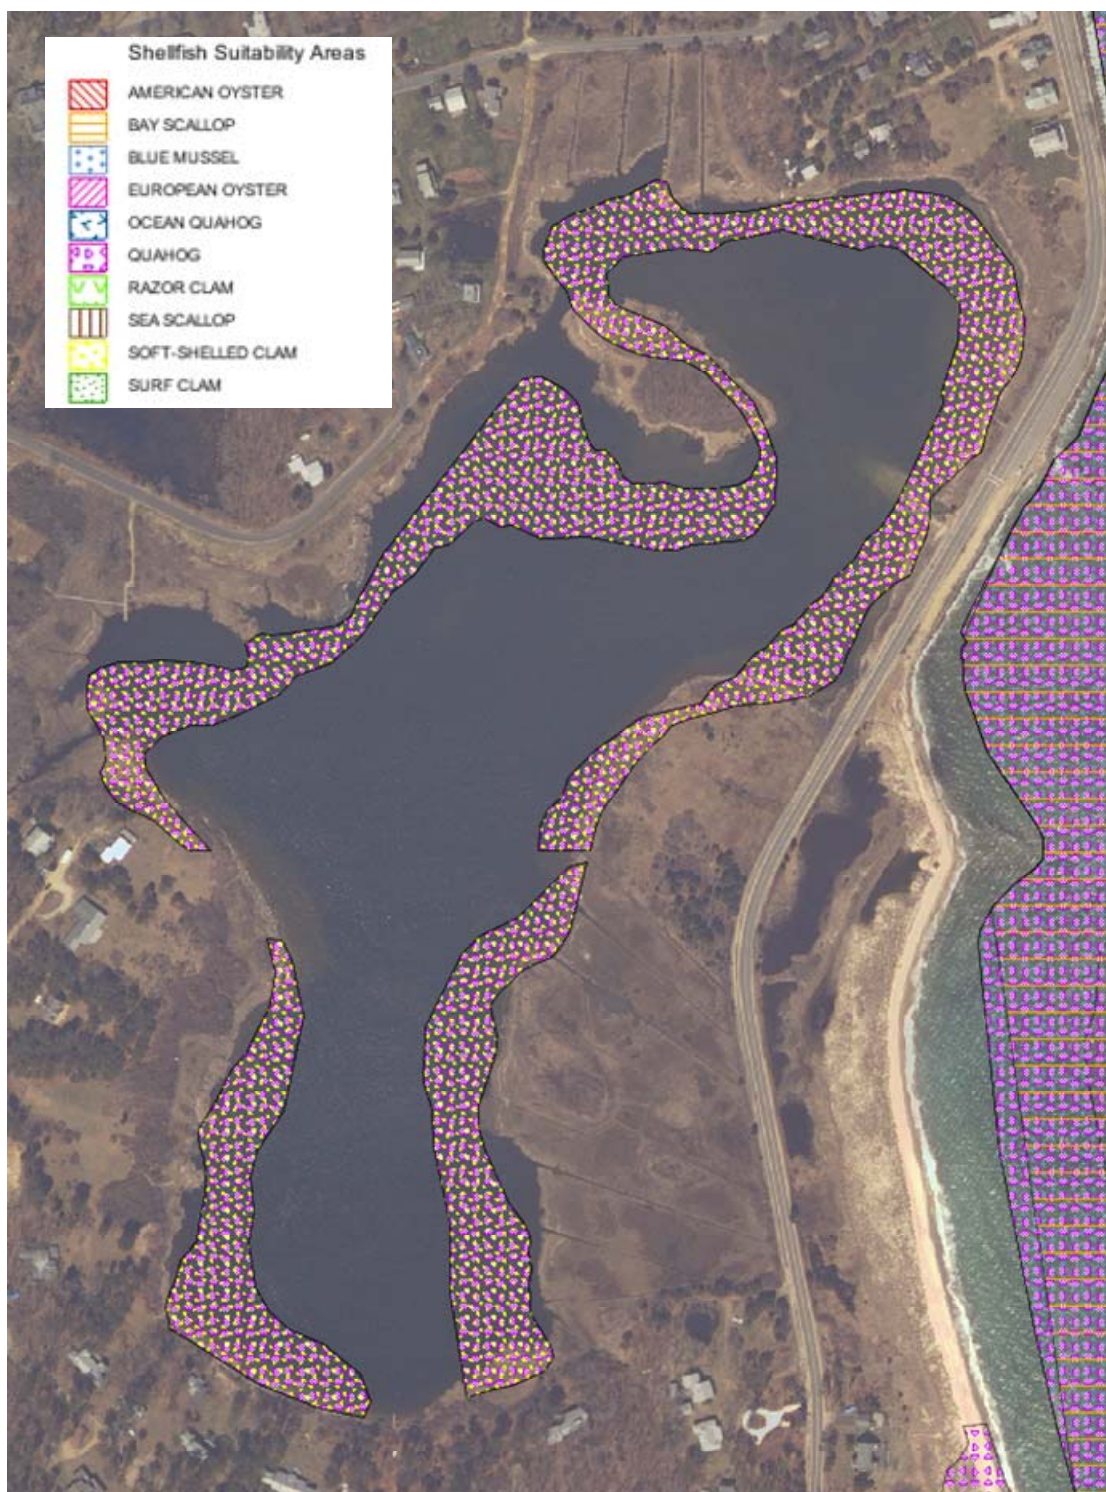 Shellfish Suitability Areas
AMERICAN OYSTER
BAY SCALLOP
BLUE MUSSEL
EUROPEAN OYSTER
OCEAN QUAHOG
QUAHOG
RAZOR CLAM
SEA SCALLOP
SOFT-SHELLED CLAM
SURF CLAM